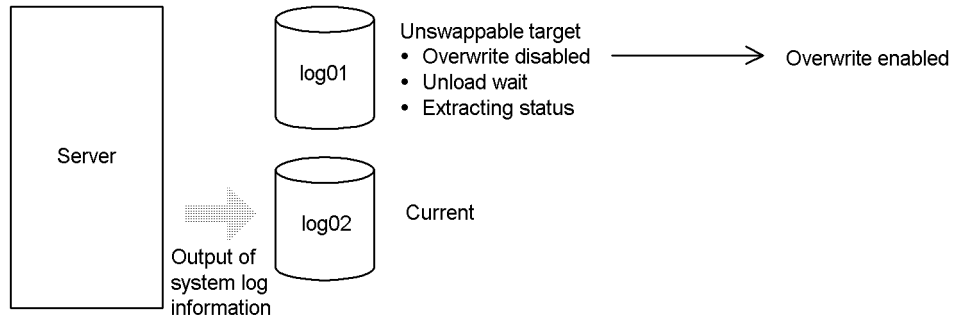 Server
log01
Unswappable target
• Overwrite disabled
• Unload wait
• Extracting status
Overwrite enabled
log02
Current
Output of
system log
information